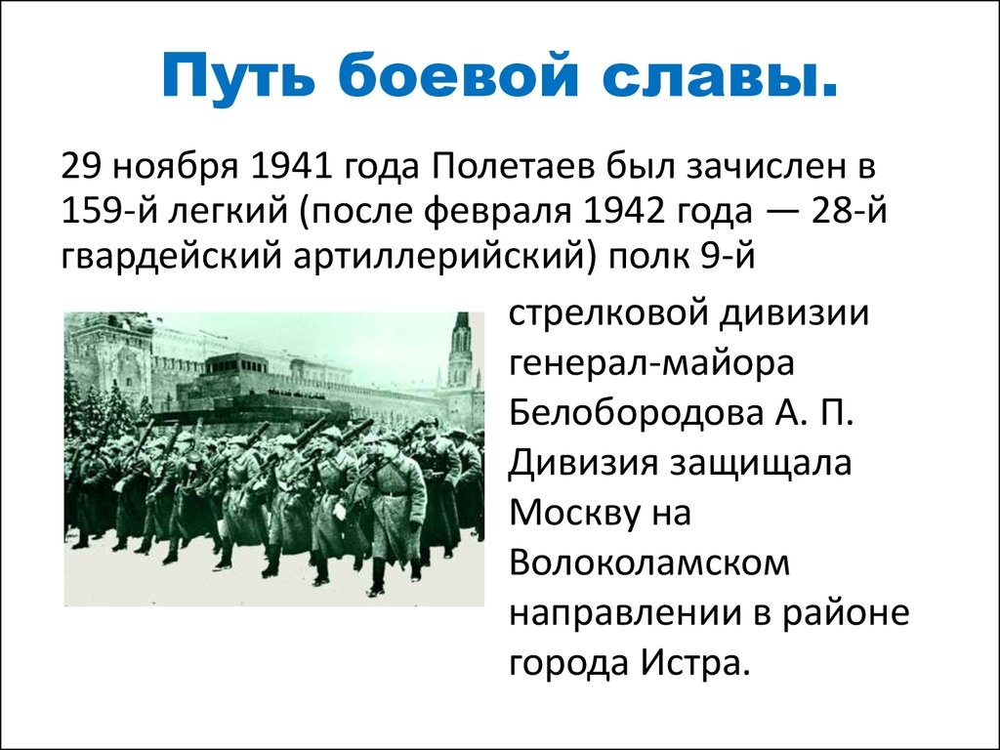 Путь боевой славы.
29 ноября 1941 года Полетаев был зачислен в
159-й легкий (после февраля 1942 года — 28-й
гвардейский артиллерийский) полк 9-й
стрелковой дивизии
генерал-майора
Белобородова А. П.
Дивизия защищала
Москву на
Волоколамском
направлении в районе
города Истра.